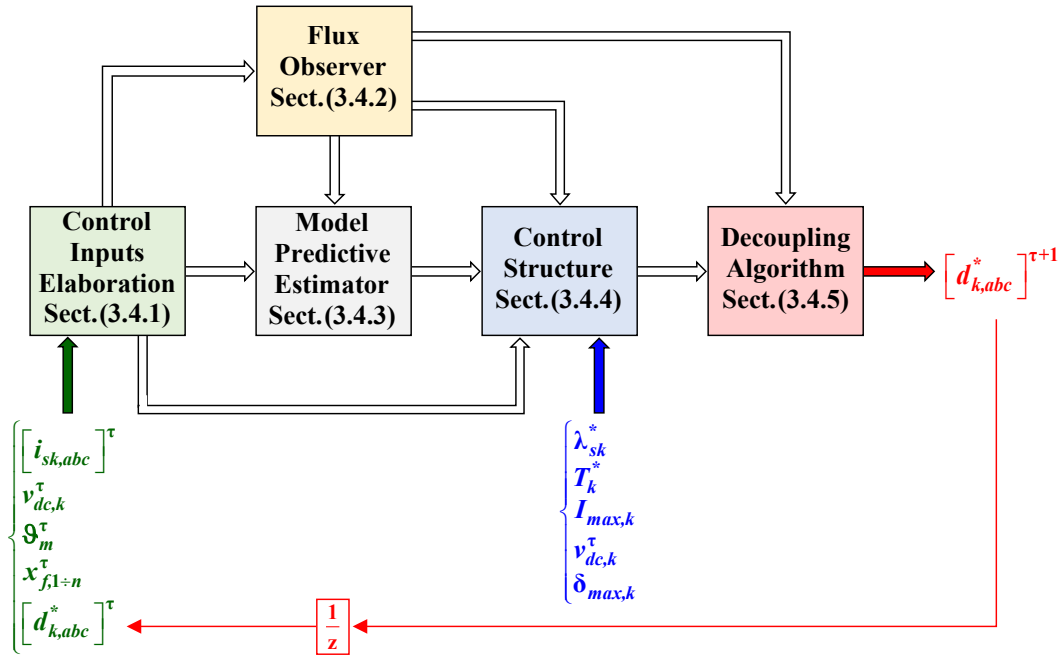 Flux
Observer
Sect.(3.4.2)
Control
Inputs
Elaboration
Sect.(3.4.1)
Model
Predictive
Estimator
Sect.(3.4.3)
Control
Structure
Sect.(3.4.4)
Decoupling
Algorithm
Sect.(3.4.5)
[d*k,abc]τ+1
[isk,abc]τ
vτdc,k
ϑτm
xτf,1÷n
[d*k,abc]τ
λ*sk
T*k
Imax,k
vτdc,k
δmax,k
1
z